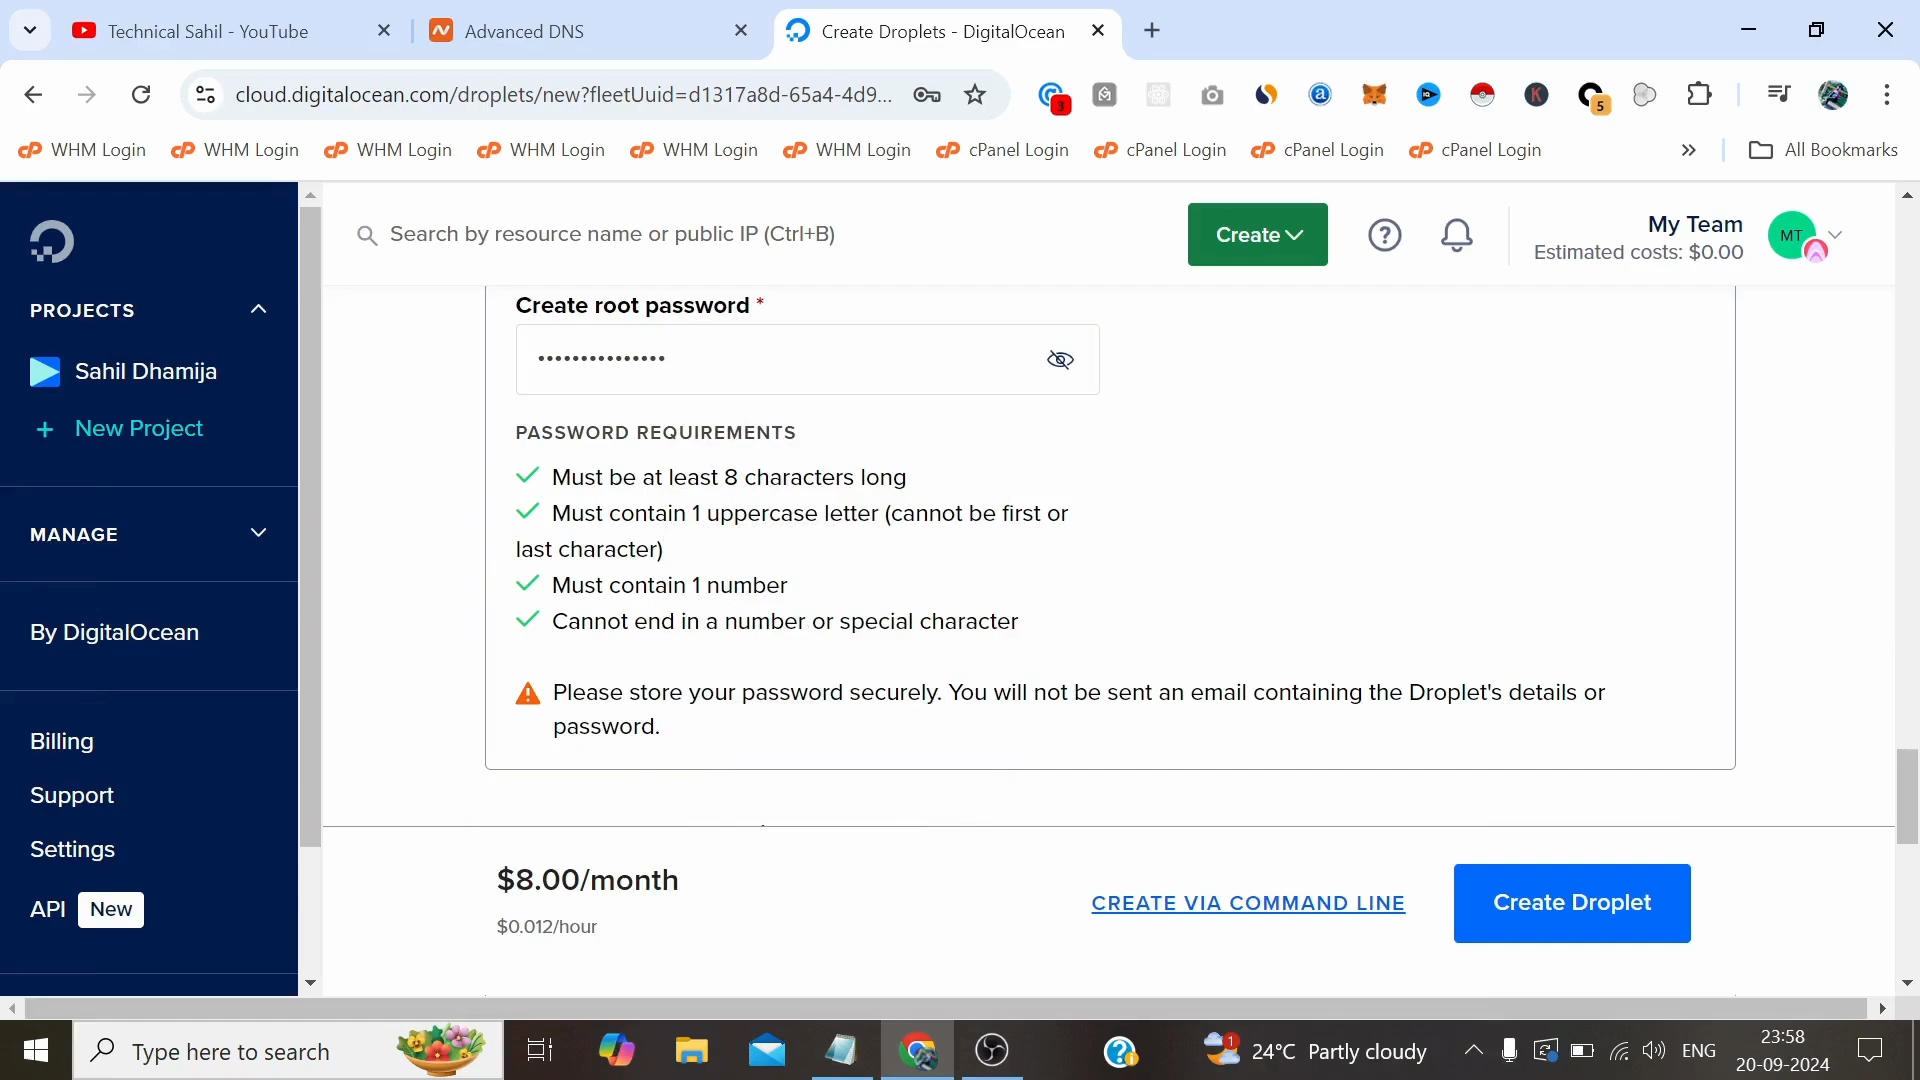 Technical Sahil - YouTube
Advanced DNS
Create Droplets - DigitalOcean
cloud.digitalocean.com/droplets/new?fleetUuid=d1317a8d-65a4-4d9...
3
5
WHM Login
WHM Login
WHM Login
WHM Login
WHM Login
WHM Login
cPanel Login
cPanel Login
cPanel Login
cPanel Login
All Bookmarks
Search by resource name or public IP (Ctrl+B)
Create
My Team
Estimated costs: $0.00
MT
PROJECTS
Sahil Dhamija
+ New Project
MANAGE
By DigitalOcean
Billing
Support
Settings
API New
Create root password *
•••••••••••••••
PASSWORD REQUIREMENTS
Must be at least 8 characters long
Must contain 1 uppercase letter (cannot be first or
last character)
Must contain 1 number
Cannot end in a number or special character
Please store your password securely. You will not be sent an email containing the Droplet's details or
password.
$8.00/month
$0.012/hour
CREATE VIA COMMAND LINE
Create Droplet
Type here to search
1
24°C Partly cloudy
ENG
23:58
20-09-2024